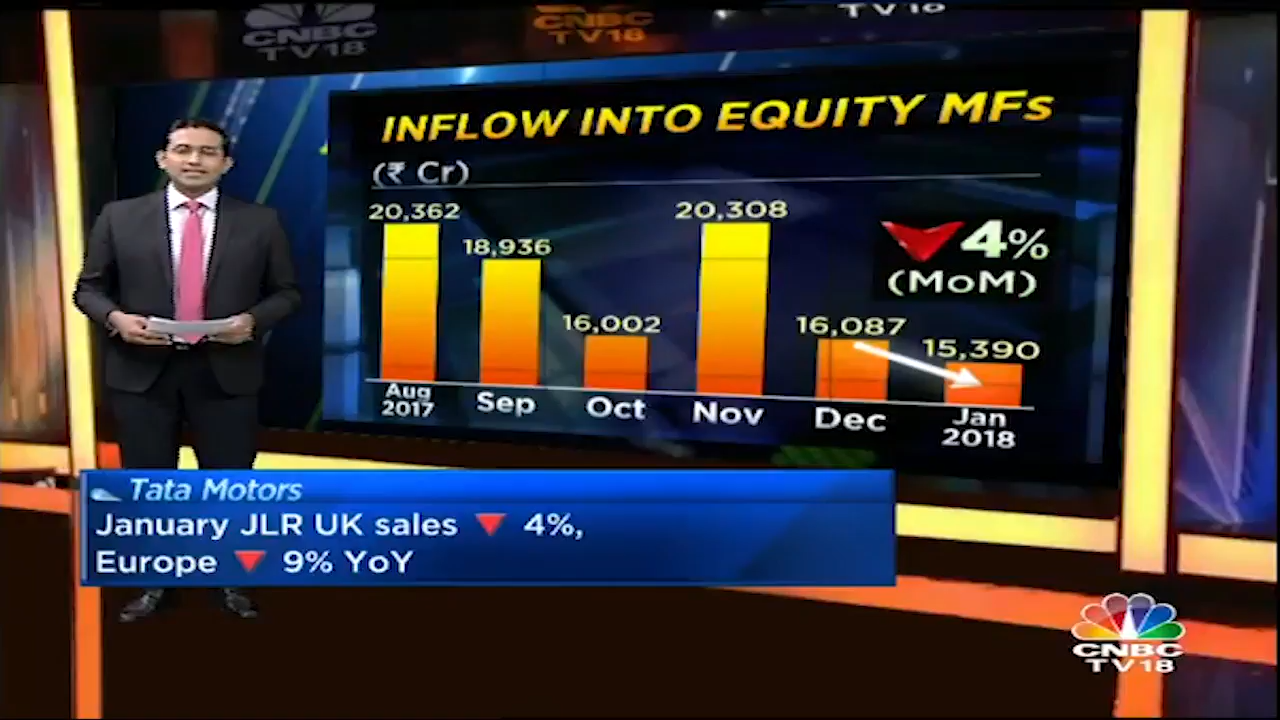 CNBC
TV18
CNBC
TV18
TV18
INFLOW INTO EQUITY MFs
(₹ Cr)
20,362
18,936
16,002
20,308
16,087
15,390
4%
(MoM)
Aug
2017
Sep
Oct
Nov
Dec
Jan
2018
Tata Motors
January JLR UK sales ▼ 4%,
Europe ▼ 9% YoY
CNBC
TV18